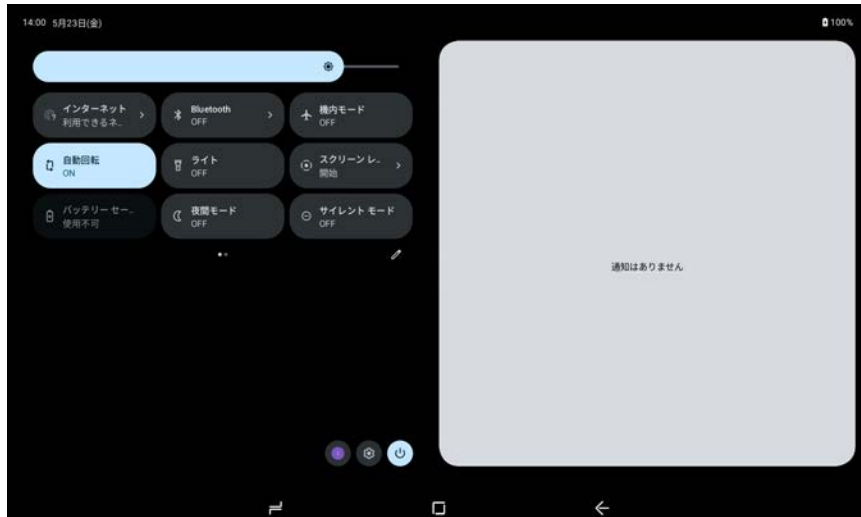 14:00 5月23日(金)
100%
インターネット
利用できるネ...
Bluetooth
OFF
機内モード
OFF
自動回転
ON
ライト
OFF
スクリーン レ...
開始
バッテリー セー...
使用不可
夜間モード
OFF
サイレント モード
OFF
通知はありません